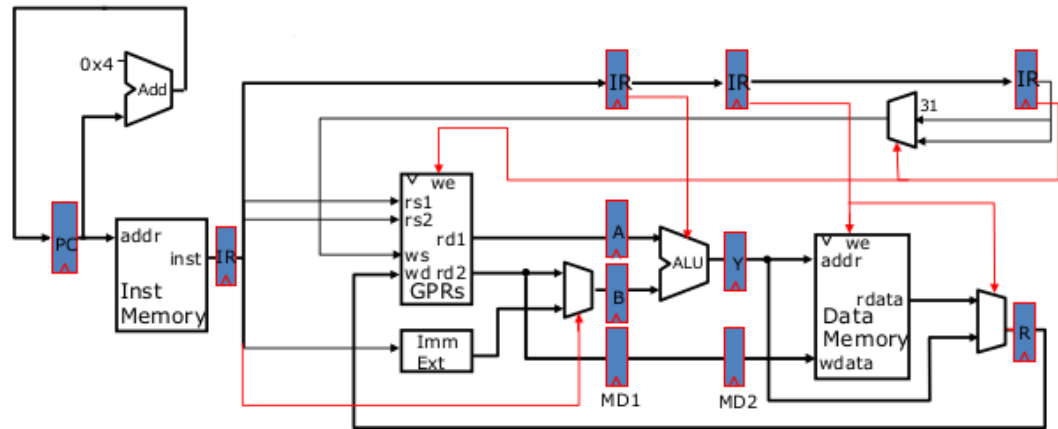 0x4
Add
IR
IR
IR
31
we
rs1
rs2
rd1
ws
wd rd2
GPRs
A
B
ALU
Y
we
addr
rdata
Data
Memory
wdata
R
PC
addr
inst
Inst
Memory
IR
Imm
Ext
MD1
MD2